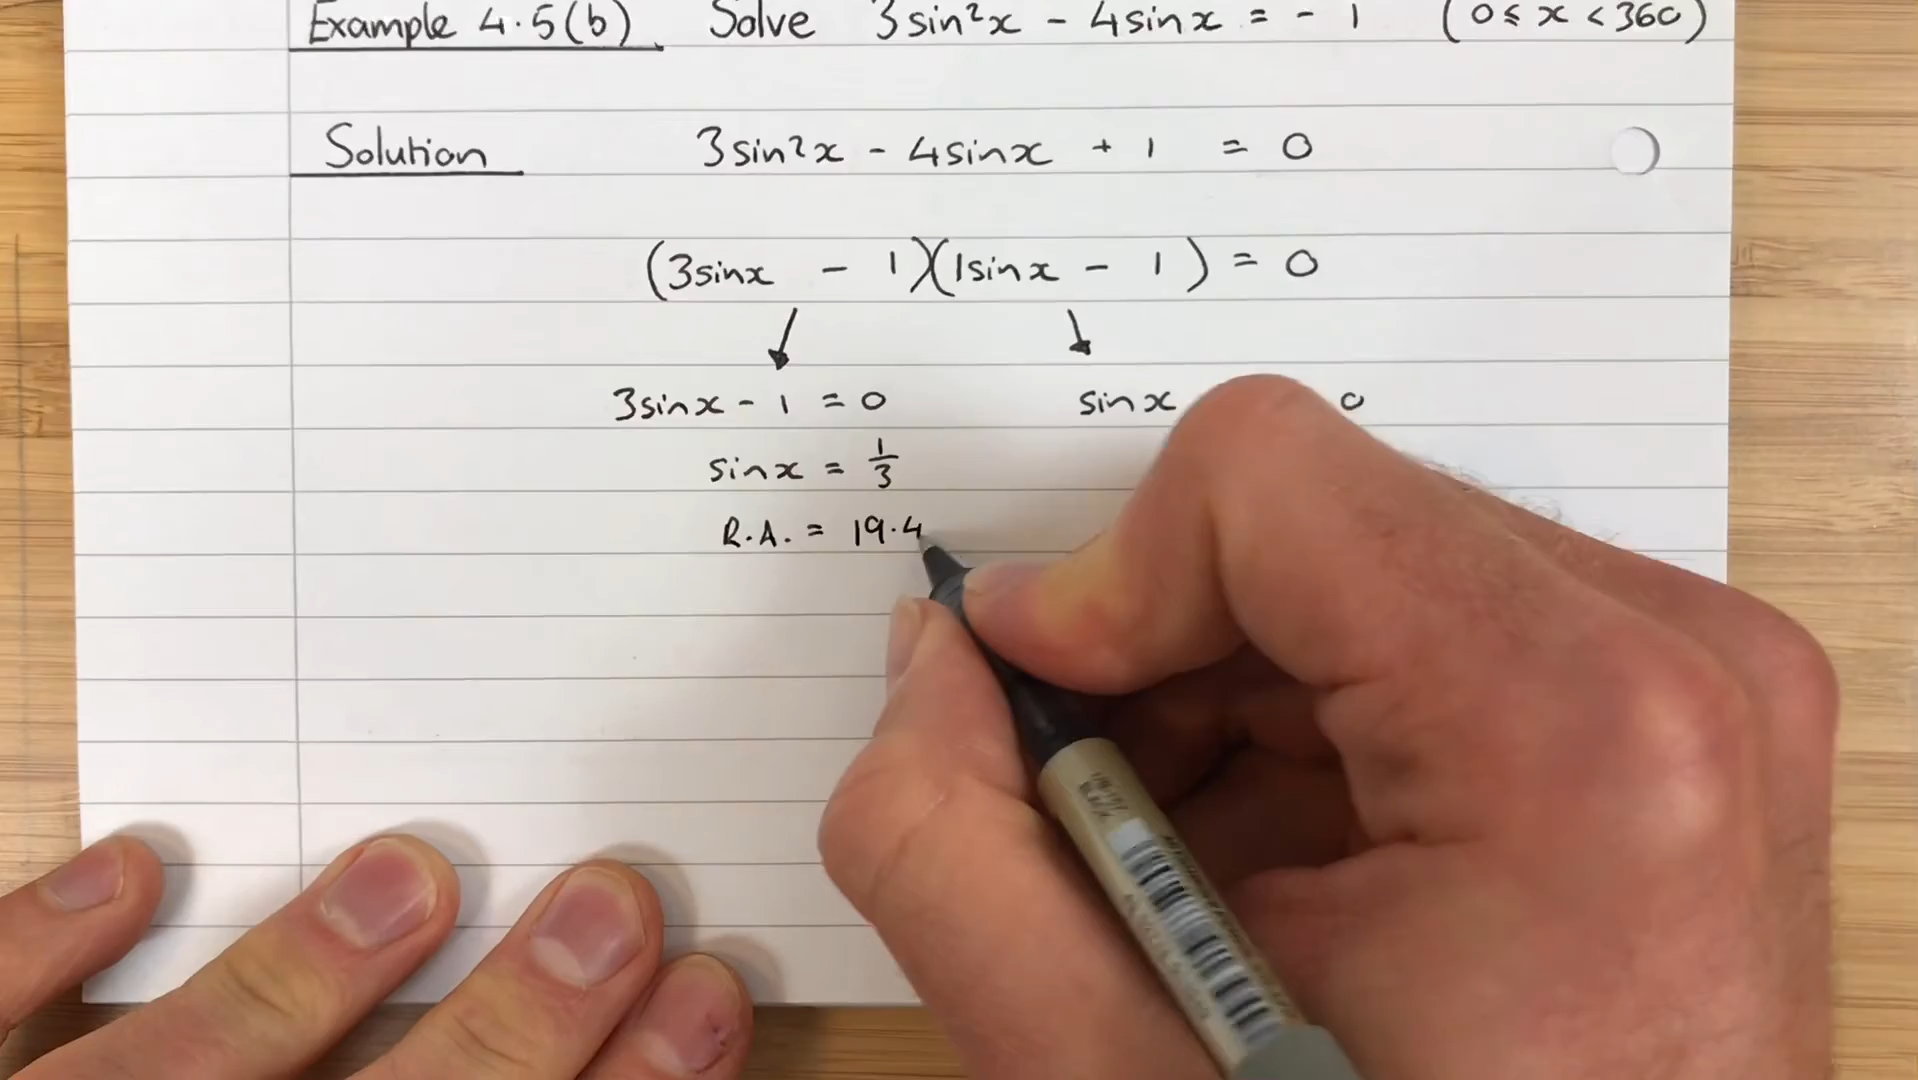 Example 4.5(b) Solve 3sin²x - 4sinx = -1 (0 ≤ x < 360)
Solution 3sin²x - 4sinx + 1 = 0
(3sinx - 1)(1sinx - 1) = 0
3sinx - 1 = 0 sinx 0
sinx = 1/3
R.A. = 19.4